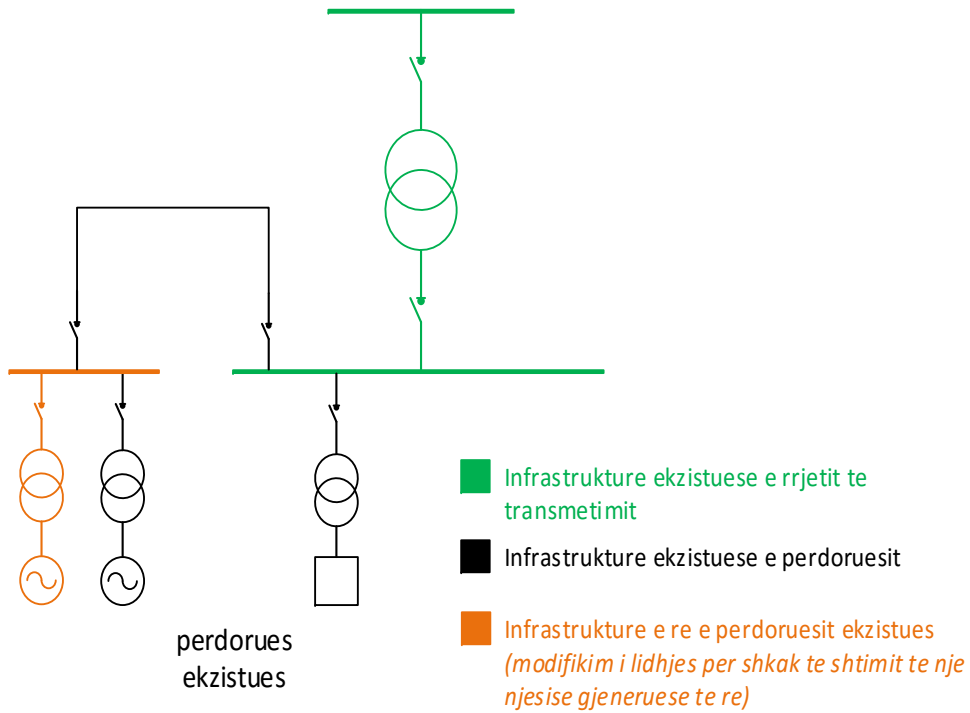 Infrastrukture ekzistuese e rrjetit te
transmetimit
Infrastrukture ekzistuese e perdoruesit
perdorues
ekzistues
Infrastrukture e re e perdoruesit ekzistues
(modifikim i lidhjes per shkak te shtimit te nje
njesise gjeneruese te re)